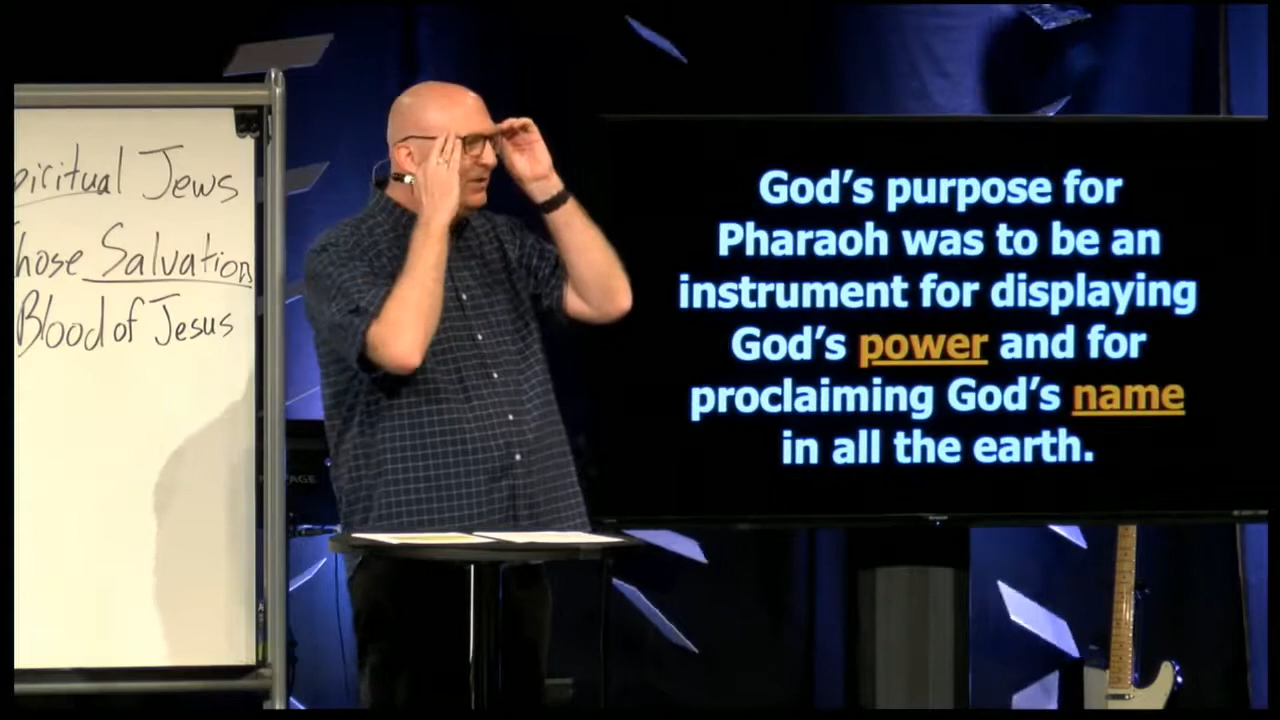 piritual Jews
hose Salvation
Blood of Jesus
God's purpose for
Pharaoh was to be an
instrument for displaying
God's power and for
proclaiming God's name
in all the earth.